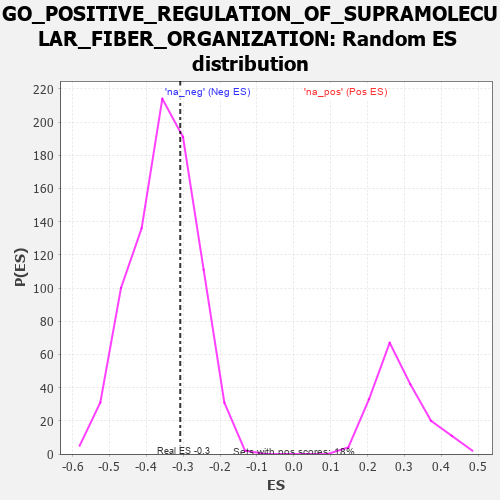 GO_POSITIVE_REGULATION_OF_SUPRAMOLECU
LAR_FIBER_ORGANIZATION: Random ES
distribution
'na_neg' (Neg ES) 'na_pos' (Pos ES)
220
200
180
160
140
120
100
80
60
40
20
0
P(ES)
Real ES -0.3 Sets with pos scores: 18%
-0.6 -0.5 -0.4 -0.3 -0.2 -0.1 0.0 0.1 0.2 0.3 0.4 0.5
ES